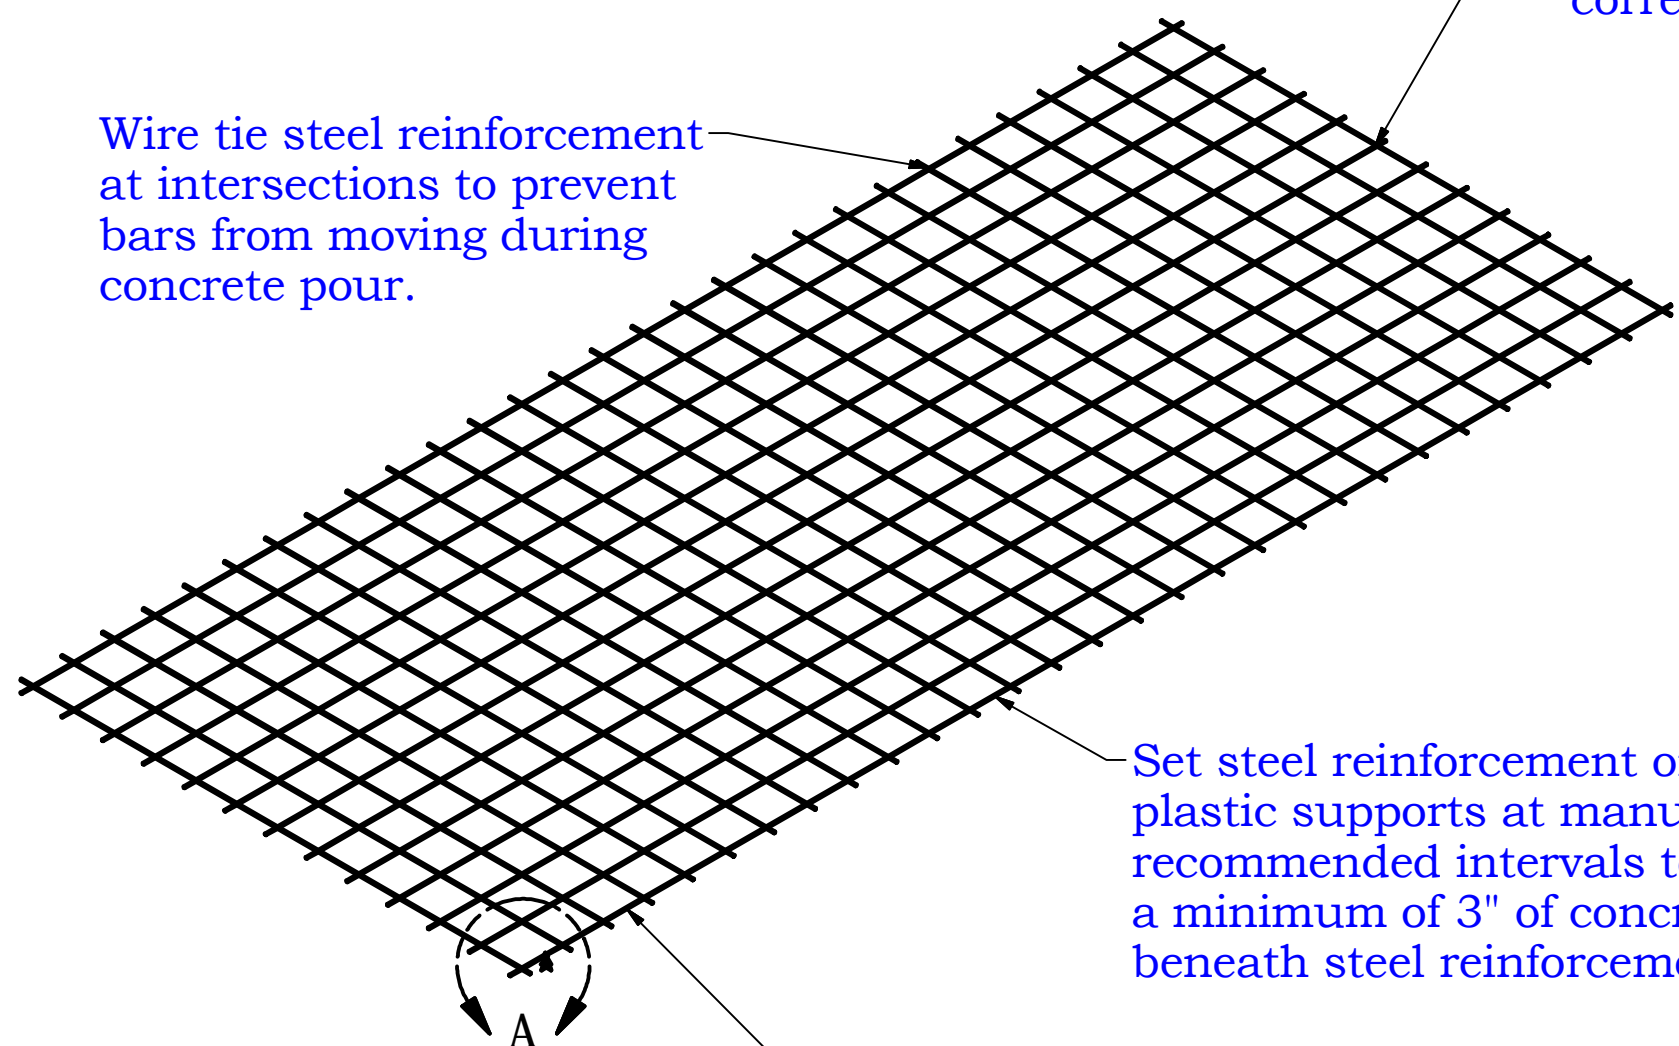 Wire tie steel reinforcement
at intersections to prevent
bars from moving during
concrete pour.
Set steel reinforcement
plastic supports at
recommended intervals
a minimum of 3" of
beneath steel
A